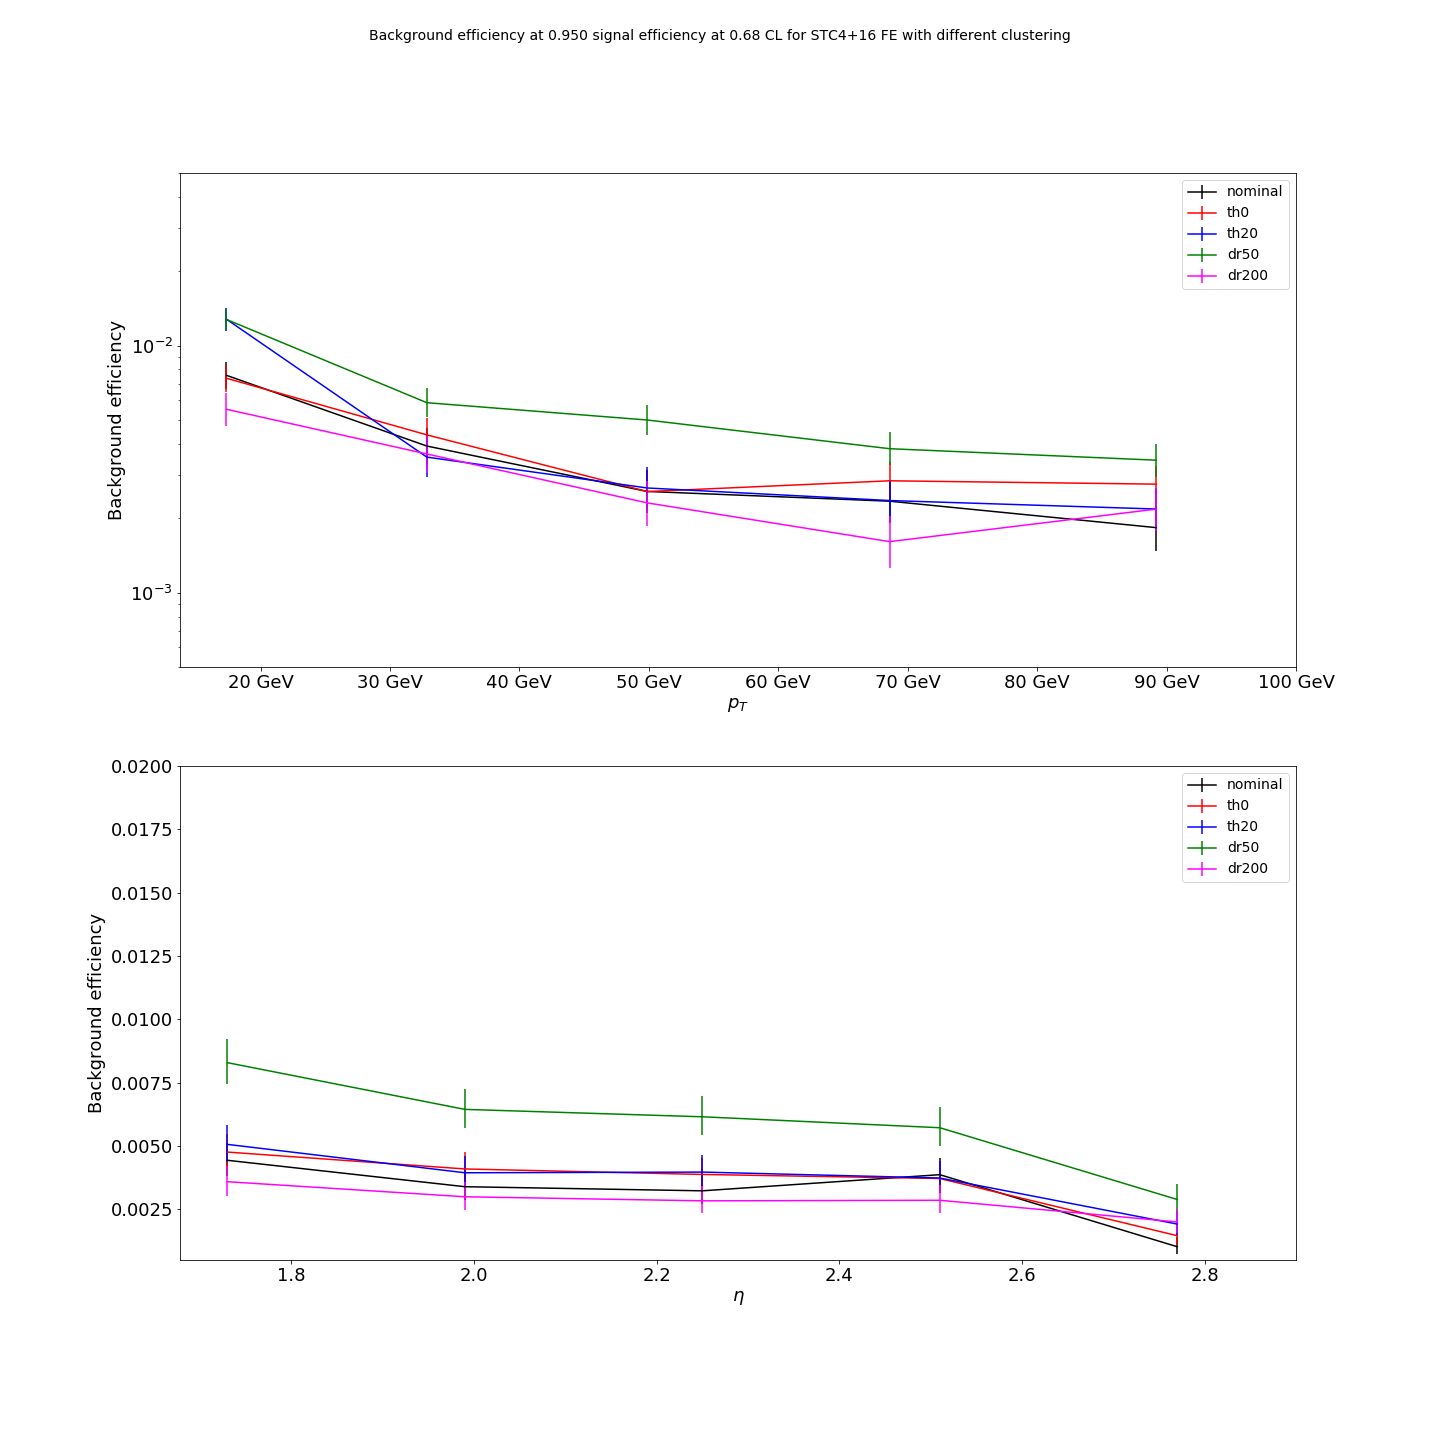 Background efficiency at 0.950 signal efficiency at 0.68 CL for STC4+16 FE with different clustering
nominal
th0
th20
dr50
dr200
Background efficiency
10⁻²
10⁻³
20 GeV 30 GeV 40 GeV 50 GeV 60 GeV 70 GeV 80 GeV 90 GeV 100 GeV
p_T
0.0200
0.0175
0.0150
0.0125
0.0100
0.0075
0.0050
0.0025
Background efficiency
nominal
th0
th20
dr50
dr200
1.8 2.0 2.2 2.4 2.6 2.8
η